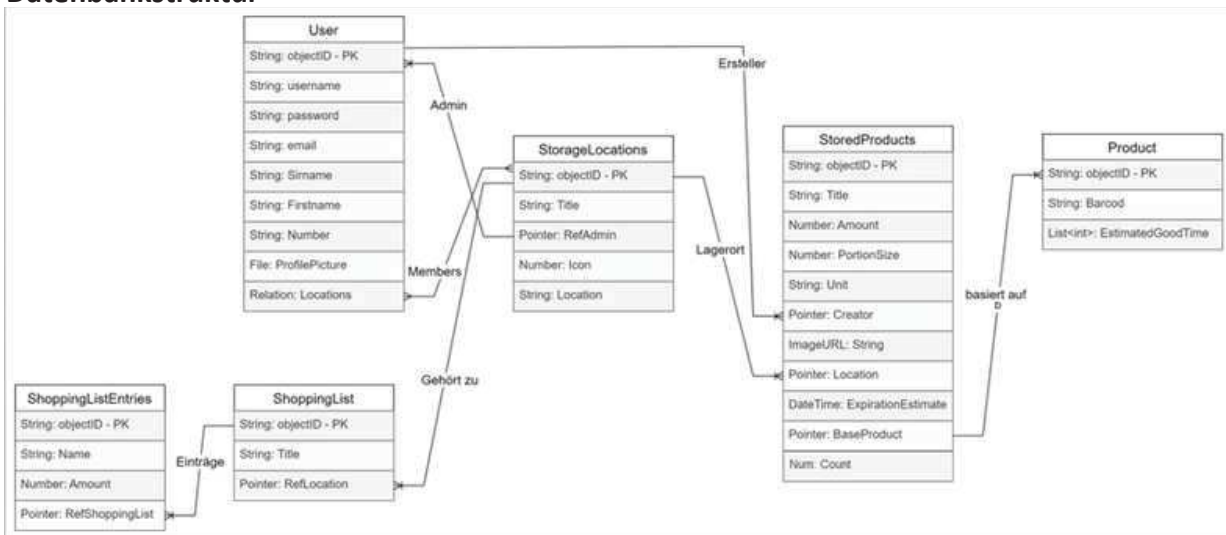 User
String: objectID - PK
String: username
String: password
String: email
String: Sirname
String: Firstname
String: Number
File: ProfilePicture
Relation: Locations
Admin
Members
Ersteller
StorageLocations
String: objectID - PK
String: Title
Pointer: RefAdmin
Number: Icon
String: Location
Lagerort
Gehört zu
StoredProducts
String: objectID - PK
String: Title
Number: Amount
Number: PortionSize
String: Unit
Pointer: Creator
ImageURL: String
Pointer: Location
DateTime: ExpirationEstimate
Pointer: BaseProduct
Num: Count
basiert auf
Product
String: objectID - PK
String: Barcod
List<int>: EstimatedGoodTime
ShoppingListEntries
String: objectID - PK
String: Name
Number: Amount
Pointer: RefShoppingList
Einträge
ShoppingList
String: objectID - PK
String: Title
Pointer: RefLocation